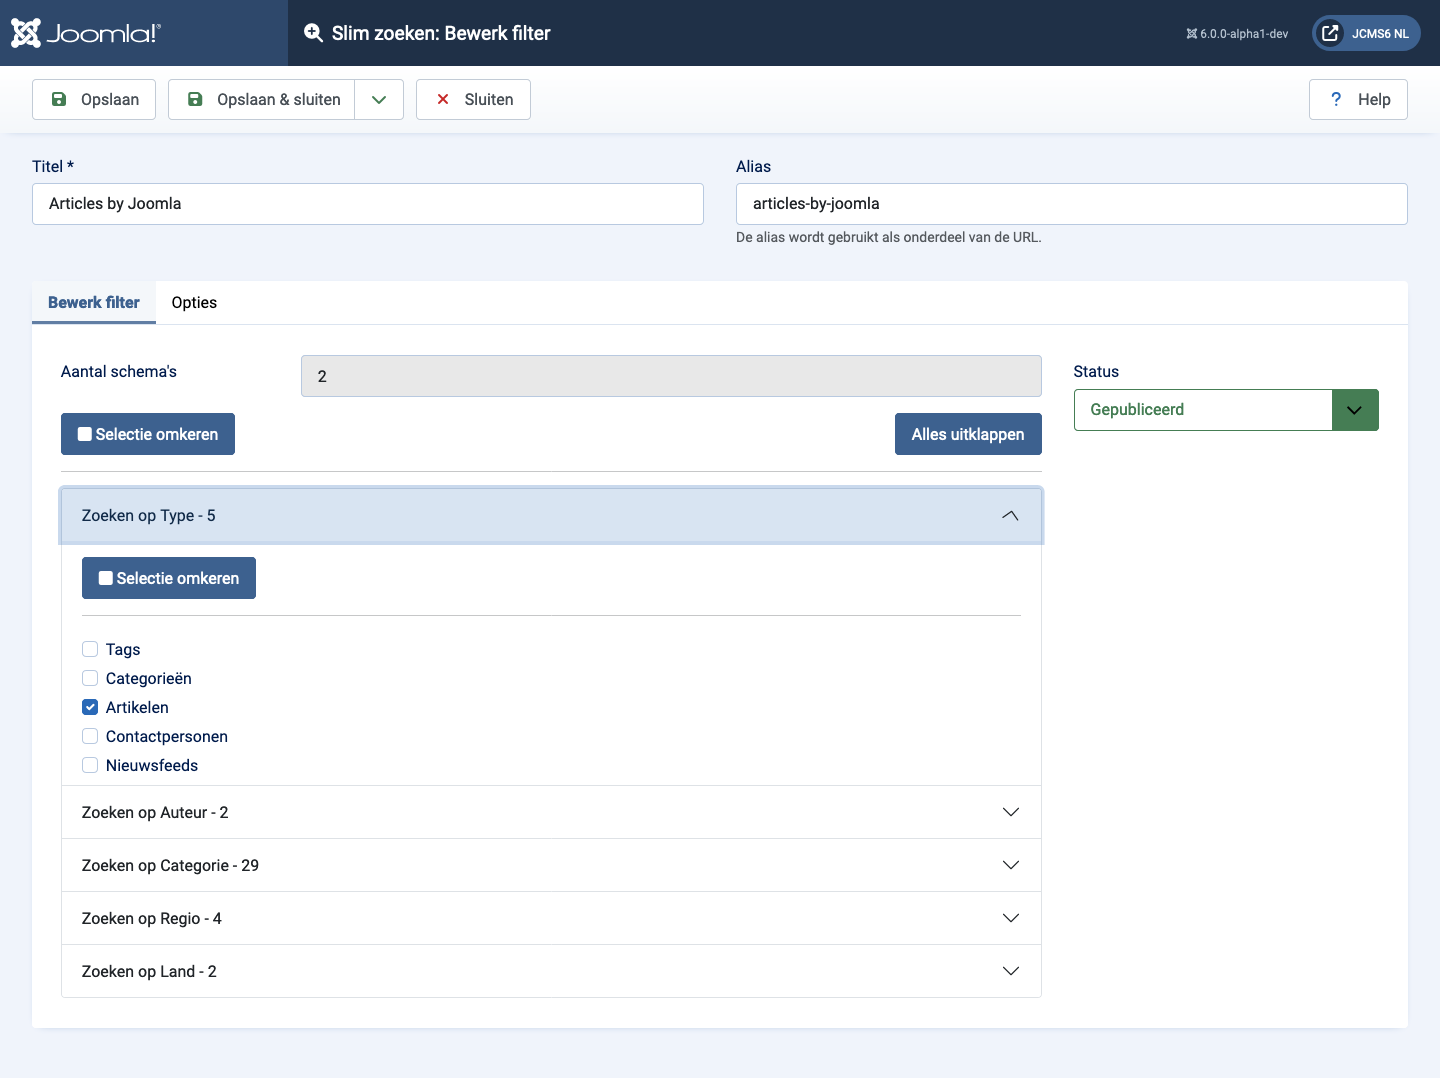 Joomla!®
Slim zoeken: Bewerk filter
6.0.0-alpha1-dev
JCMS6 NL
Opslaan
Opslaan & sluiten
Sluiten
? Help
Titel *
Alias
Articles by Joomla
articles-by-joomla
De alias wordt gebruikt als onderdeel van de URL.
Bewerk filter
Opties
Aantal schema's
2
Status
Gepubliceerd
Selectie omkeren
Alles uitklappen
Zoeken op Type - 5
Selectie omkeren
Tags
Categorieën
Artikelen
Contactpersonen
Nieuwsfeeds
Zoeken op Auteur - 2
Zoeken op Categorie - 29
Zoeken op Regio - 4
Zoeken op Land - 2